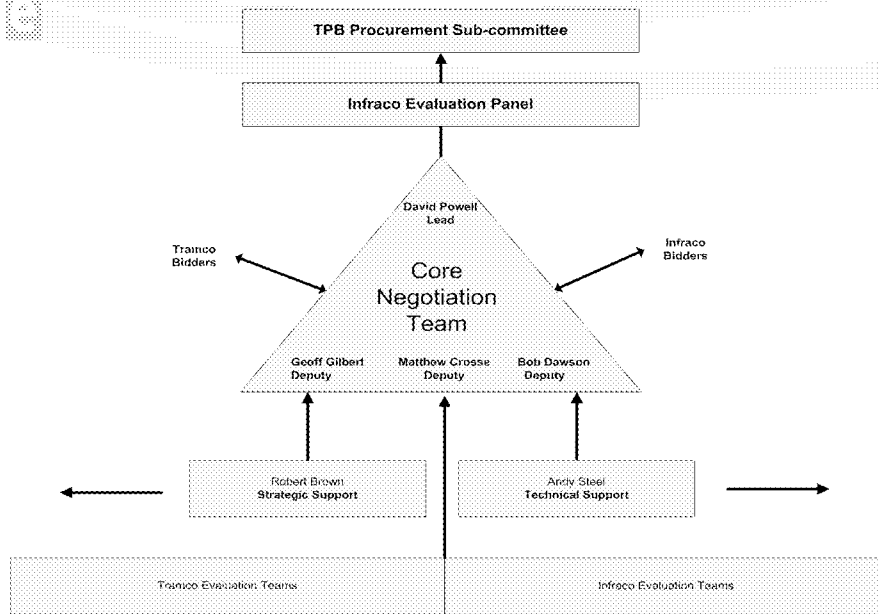 TPB Procurement Sub-committee
Infraco Evaluation Panel
David Powell
Lead
Tramco
Bidders
Infraco
Bidders
Core
Negotiation
Team
Geoff Gilbert
Deputy
Matthew Crosse
Deputy
Bob Dawson
Deputy
Robert Brown
Strategic Support
Andy Steel
Technical Support
Tramco Evaluation Teams
Infraco Evaluation Teams